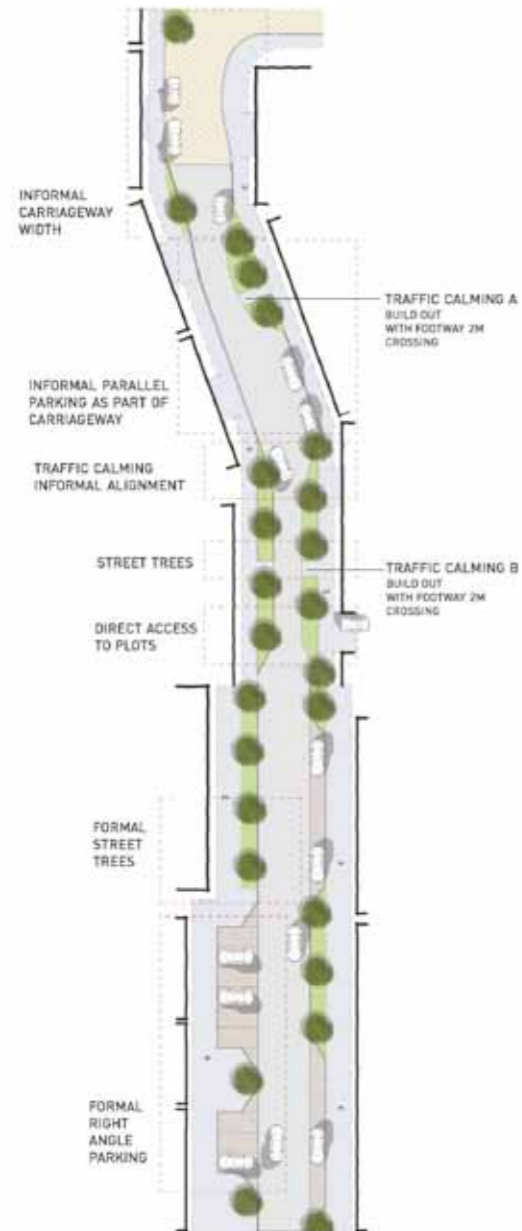 INFORMAL
CARRIAGEWAY
WIDTH
TRAFFIC CALMING A
BUILD OUT
WITH FOOTWAY 2M
CROSSING
INFORMAL PARALLEL
PARKING AS PART OF
CARRIAGEWAY
TRAFFIC CALMING
INFORMAL ALIGNMENT
STREET TREES
TRAFFIC CALMING B
BUILD OUT
WITH FOOTWAY 2M
CROSSING
DIRECT ACCESS
TO PLOTS
FORMAL
STREET
TREES
FORMAL
RIGHT
ANGLE
PARKING